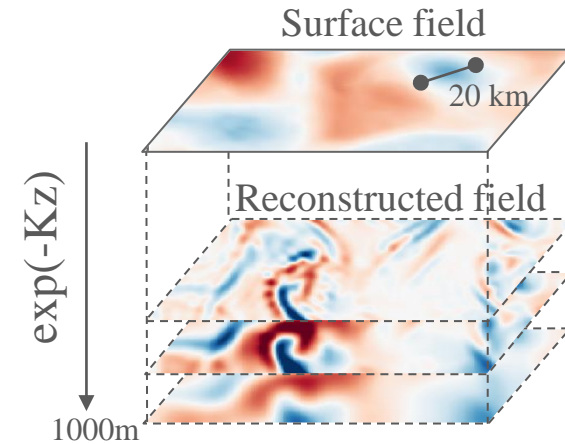 Surface field
20 km
Reconstructed field
exp(-Kz)
1000m